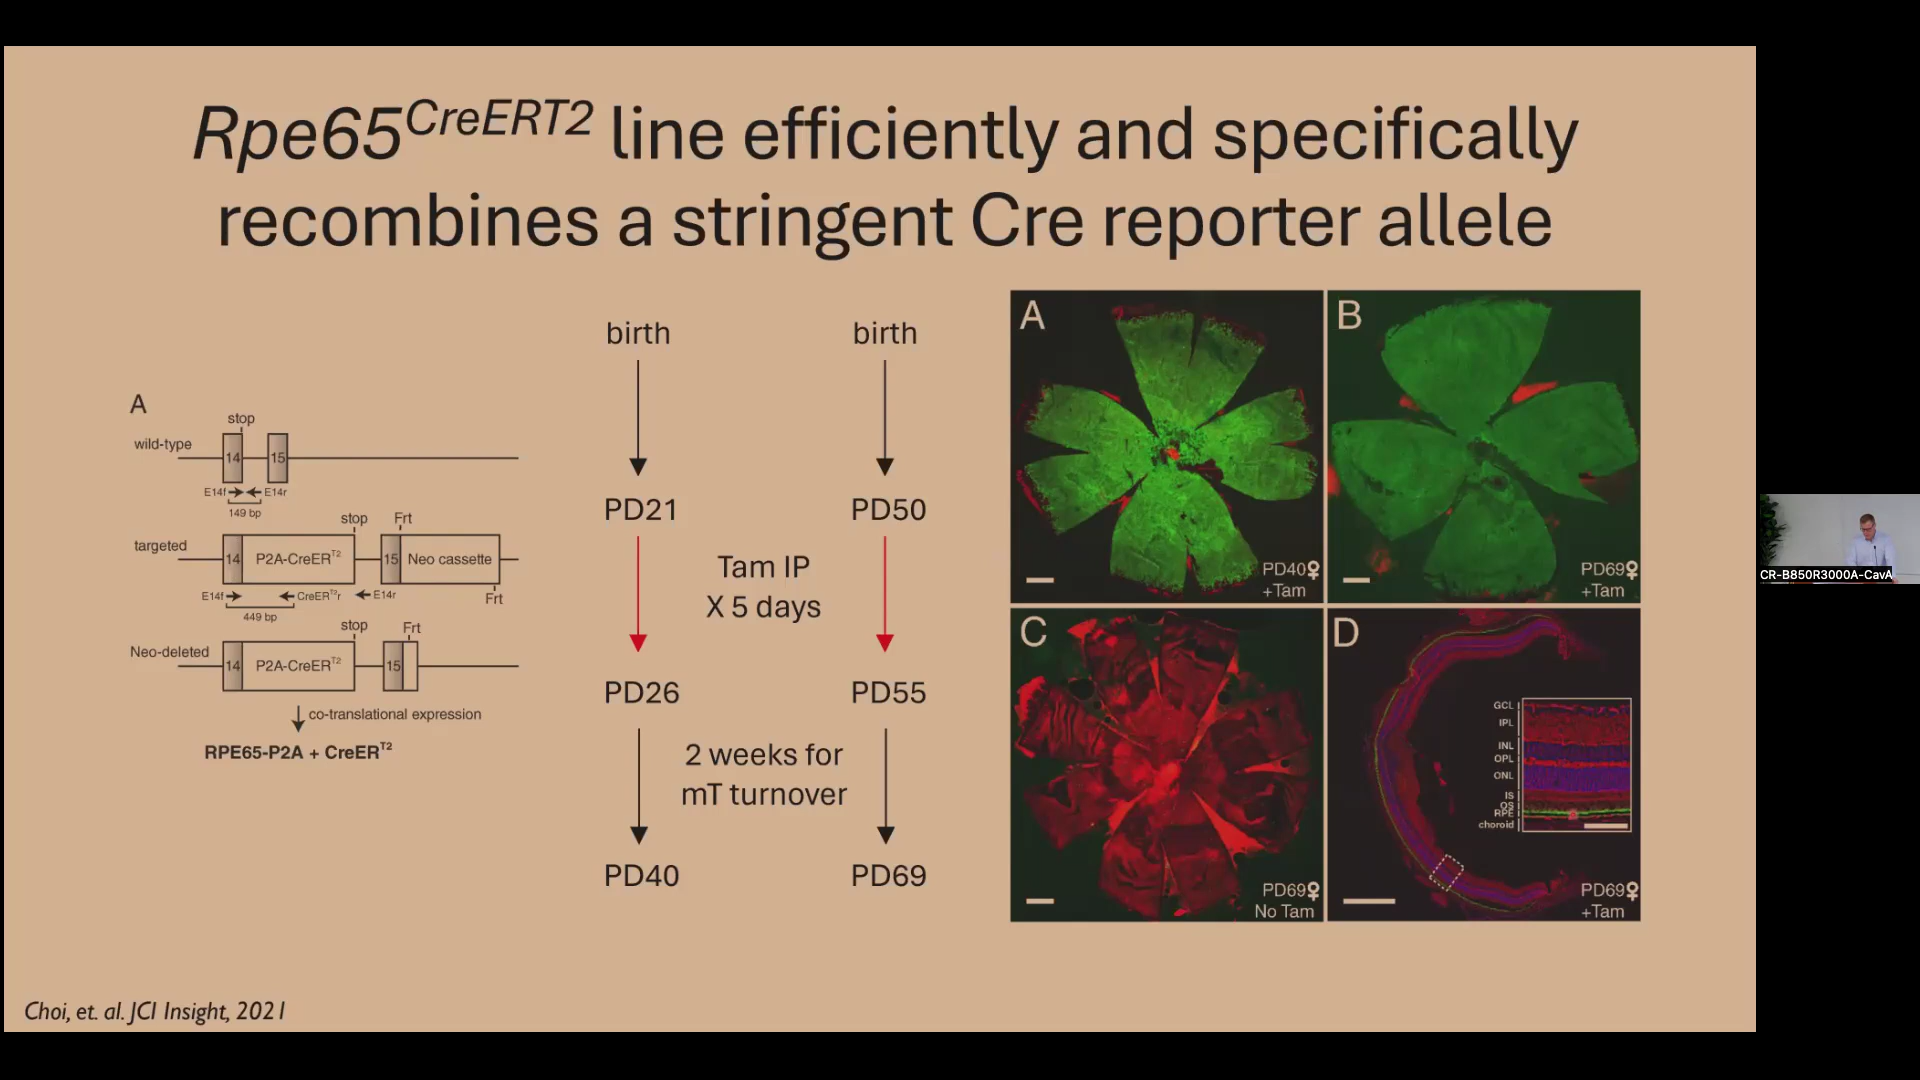 Rpe65CreERT2 line efficiently and specifically
recombines a stringent Cre reporter allele
A
stop
wild-type
14
15
E14f
E14r
149 bp
stop
Frt
targeted
14
P2A-CreERT2
15
Neo cassette
E14f
CreERT2r
E14r
Frt
449 bp
stop
Frt
Neo-deleted
14
P2A-CreERT2
15
co-translational expression
RPE65-P2A + CreERT2
birth
birth
PD21
PD50
Tam IP
X 5 days
PD26
PD55
2 weeks for
mT turnover
PD40
PD69
A
PD40♀
+Tam
B
PD69♀
+Tam
C
PD69♀
No Tam
D
GCL
IPL
INL
OPL
ONL
IS
OS
RPE
choroid
PD69♀
+Tam
Choi, et. al. JCI Insight, 2021
CR-B850R3000A-CavA